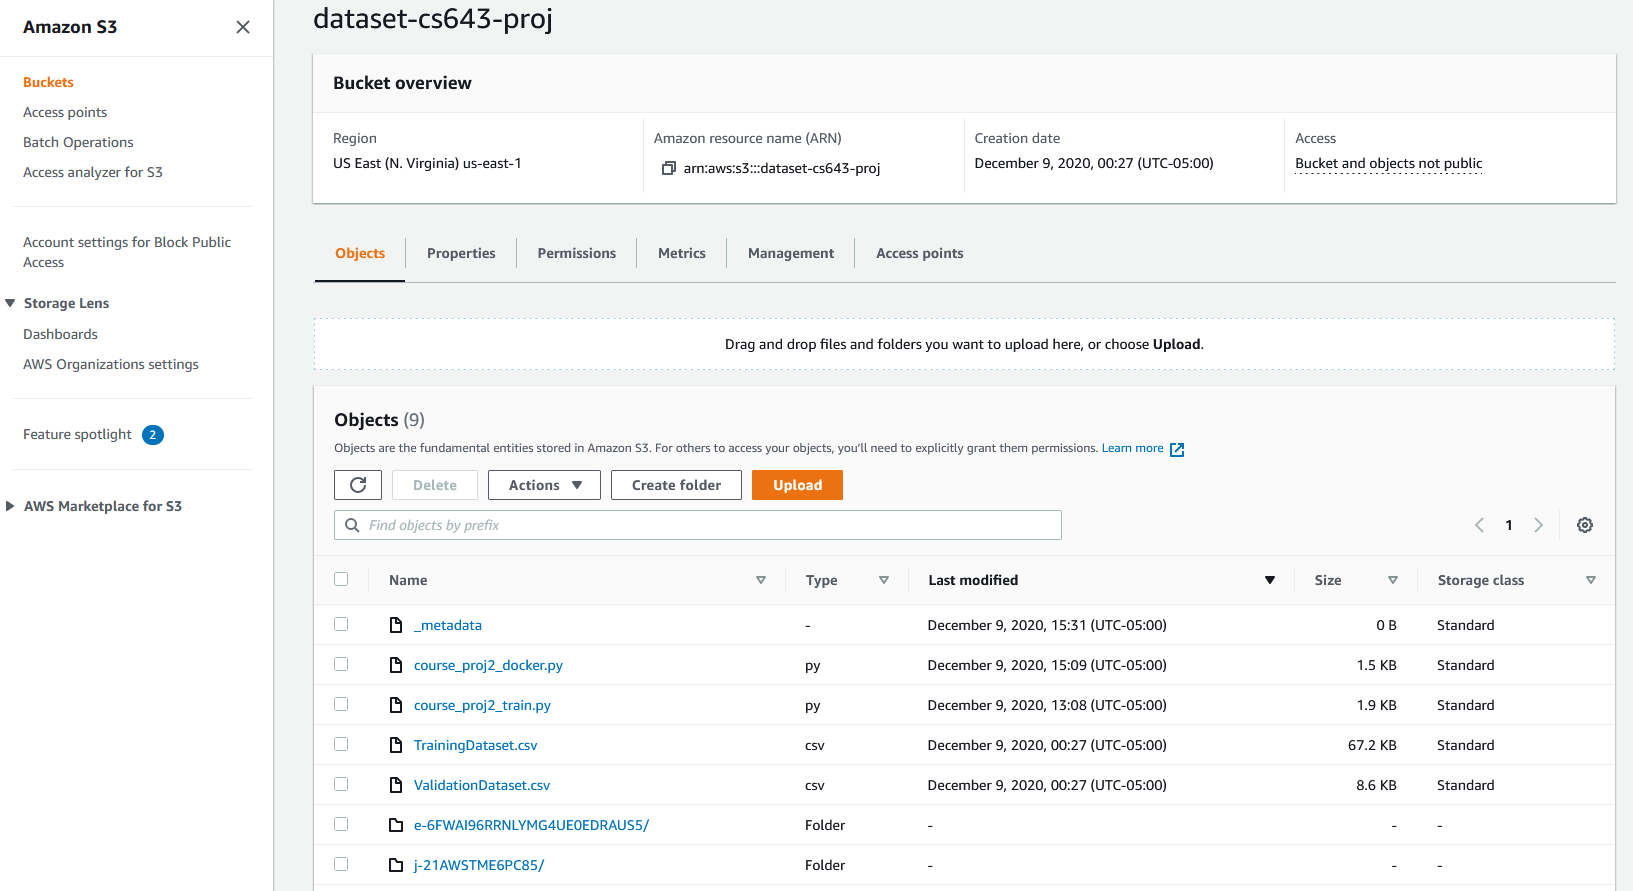 Amazon S3
Buckets
Access points
Batch Operations
Access analyzer for S3
Account settings for Block Public
Access
Storage Lens
Dashboards
AWS Organizations settings
Feature spotlight 2
AWS Marketplace for S3
dataset-cs643-proj
Bucket overview
Region
US East (N. Virginia) us-east-1
Amazon resource name (ARN)
arn:aws:s3:::dataset-cs643-proj
Creation date
December 9, 2020, 00:27 (UTC-05:00)
Access
Bucket and objects not public
Objects Properties Permissions Metrics Management Access points
Drag and drop files and folders you want to upload here, or choose Upload.
Objects (9)
Objects are the fundamental entities stored in Amazon S3. For others to access your objects, you'll need to explicitly grant them permissions. Learn more
Delete Actions Create folder Upload
Find objects by prefix
1
Name Type Last modified Size Storage class
_metadata - December 9, 2020, 15:31 (UTC-05:00) 0 B Standard
course_proj2_docker.py py December 9, 2020, 15:09 (UTC-05:00) 1.5 KB Standard
course_proj2_train.py py December 9, 2020, 13:08 (UTC-05:00) 1.9 KB Standard
TrainingDataset.csv csv December 9, 2020, 00:27 (UTC-05:00) 67.2 KB Standard
ValidationDataset.csv csv December 9, 2020, 00:27 (UTC-05:00) 8.6 KB Standard
e-6FWAI96RRNLYMG4UE0EDRAUS5/ Folder - - -
j-21AWSTME6PC85/ Folder - - -